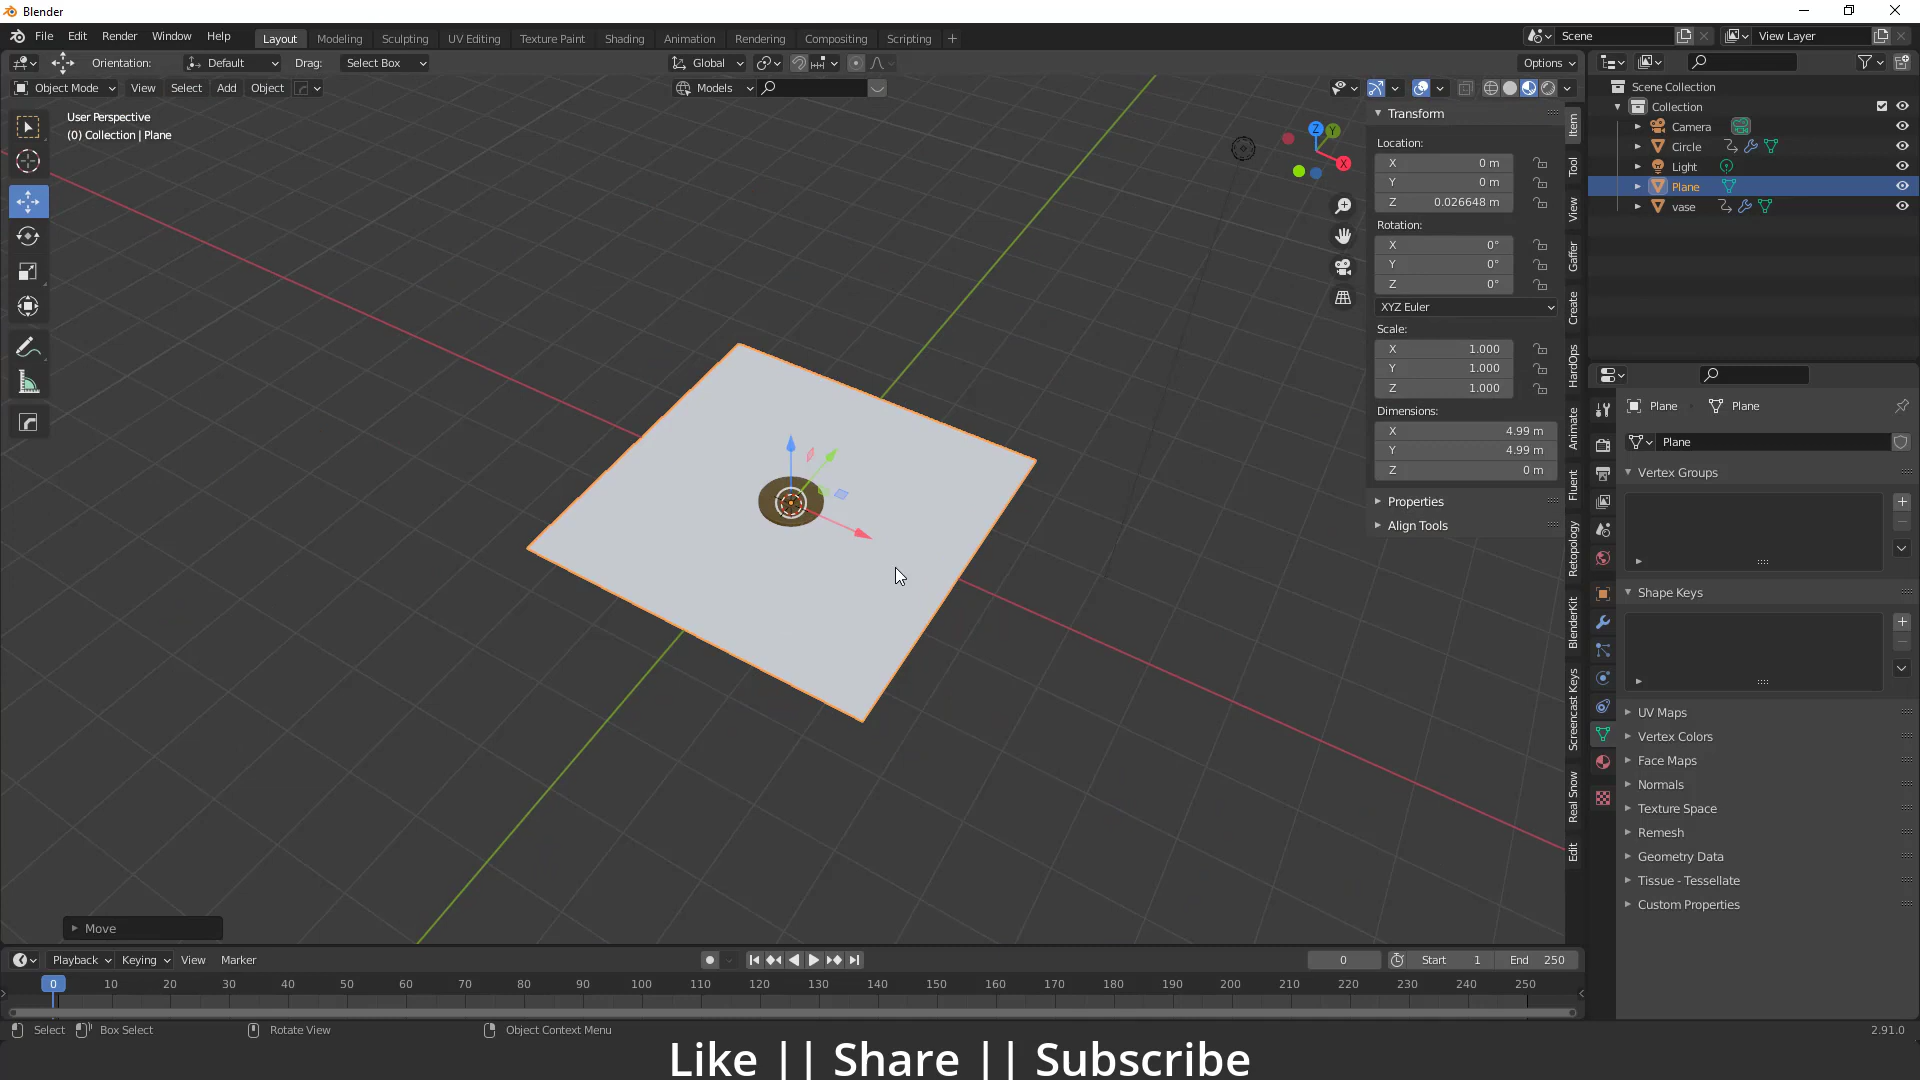 Blender
File Edit Render Window Help
Layout Modeling Sculpting UV Editing Texture Paint Shading Animation Rendering Compositing Scripting +
Scene
View Layer
Orientation: Default Drag: Select Box
Global
Options
Object Mode View Select Add Object
Models
User Perspective
(0) Collection | Plane
Z Y X
Transform
Location:
X 0 m
Y 0 m
Z 0.026648 m
Rotation:
X 0°
Y 0°
Z 0°
XYZ Euler
Scale:
X 1.000
Y 1.000
Z 1.000
Dimensions:
X 4.99 m
Y 4.99 m
Z 0 m
Properties
Align Tools
Item
Tool
View
Gaffer
Create
HardOps
Animate
Fluent
Retopology
BlenderKit
Screencast Keys
Real Snow
Edit
Scene Collection
Collection
Camera
Circle
Light
Plane
vase
Plane Plane
Plane
Vertex Groups
Shape Keys
UV Maps
Vertex Colors
Face Maps
Normals
Texture Space
Remesh
Geometry Data
Tissue - Tessellate
Custom Properties
Move
Playback Keying View Marker
0
Start 1 End 250
0 10 20 30 40 50 60 70 80 90 100 110 120 130 140 150 160 170 180 190 200 210 220 230 240 250
Select Box Select Rotate View Object Context Menu
2.91.0
Like || Share || Subscribe